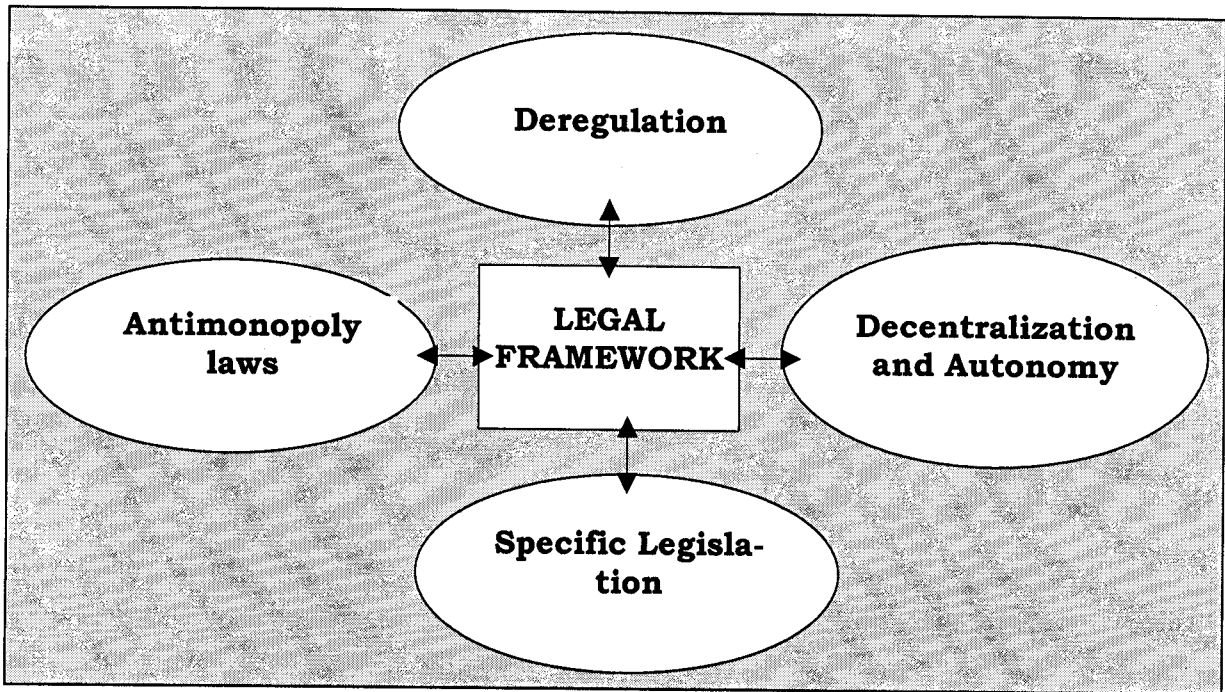 Deregulation
Antimonopoly
laws
LEGAL
FRAMEWORK
Decentralization
and Autonomy
Specific Legisla-
tion